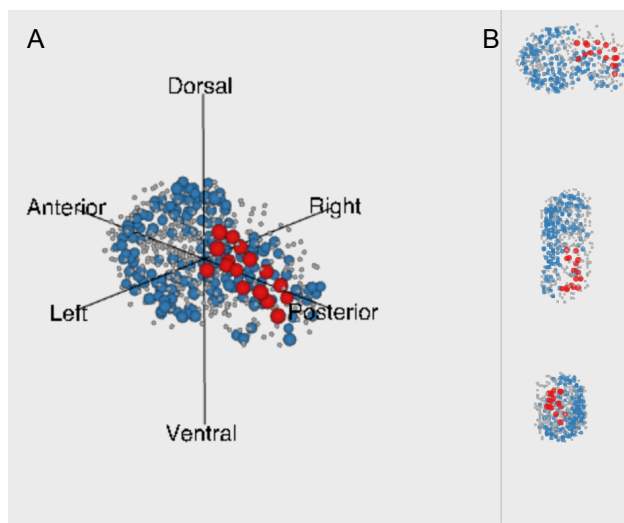 A
B
Dorsal
Anterior
Right
Left
Posterior
Ventral